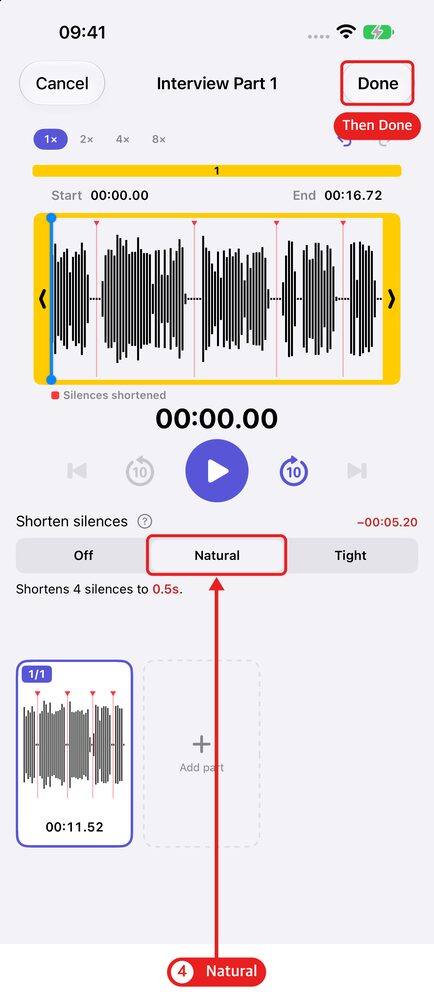 09:41
Cancel
Interview Part 1
Done
Then Done
1×
2×
4×
8×
1
Start 00:00.00
End 00:16.72
Silences shortened
00:00.00
10
10
Shorten silences ?
−00:05.20
Off
Natural
Tight
Shortens 4 silences to 0.5s.
1/1
00:11.52
+
Add part
4 Natural